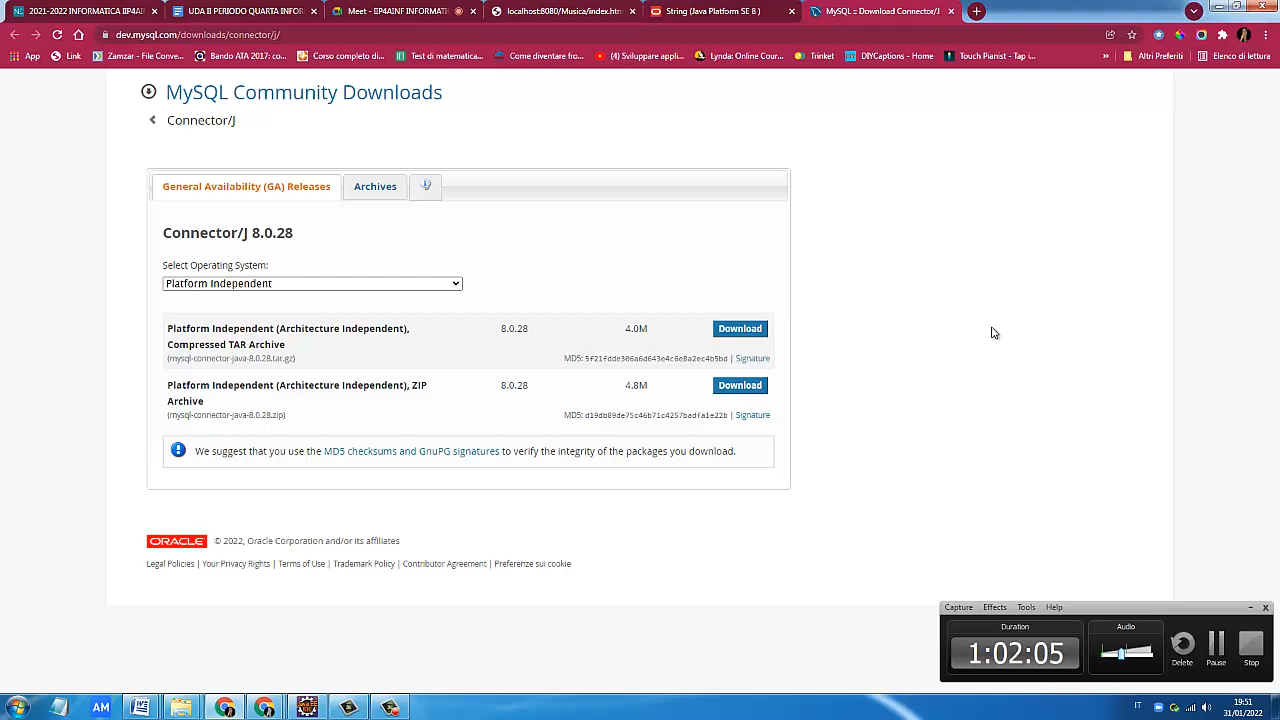 2021-2022 INFORMATICA IIP4AI
UDA II PERIODO QUARTA INFOR
Meet - IIP4AINF INFORMAT
localhost:8080/Musica/index.htm
String (Java Platform SE 8 )
MySQL :: Download Connector/J
dev.mysql.com/downloads/connector/j/
App
Link
Zamzar - File Conve...
Bando ATA 2017: co...
Corso completo di...
Test di matematica...
Come diventare fro...
(4) Sviluppare appli...
Lynda: Online Cour...
Trinket
DIYCaptions - Home
Touch Pianist - Tap i...
»
Altri Preferiti
Elenco di lettura
MySQL Community Downloads
Connector/J
General Availability (GA) Releases
Archives
Connector/J 8.0.28
Select Operating System:
Platform Independent
Platform Independent (Architecture Independent), 8.0.28 4.0M Download
Compressed TAR Archive
(mysql-connector-java-8.0.28.tar.gz) MD5: 5f21fdde306a6d643e4c6e8a2ec4b5bd | Signature
Platform Independent (Architecture Independent), ZIP 8.0.28 4.8M Download
Archive
(mysql-connector-java-8.0.28.zip) MD5: d19db89de75c46b71c4257badfa1e22b | Signature
We suggest that you use the MD5 checksums and GnuPG signatures to verify the integrity of the packages you download.
ORACLE © 2022, Oracle Corporation and/or its affiliates
Legal Policies | Your Privacy Rights | Terms of Use | Trademark Policy | Contributor Agreement | Preferenze sui cookie
Capture Effects Tools Help
Duration
Audio
1:02:05
Delete
Pause
Stop
AM
IT
19:51
31/01/2022